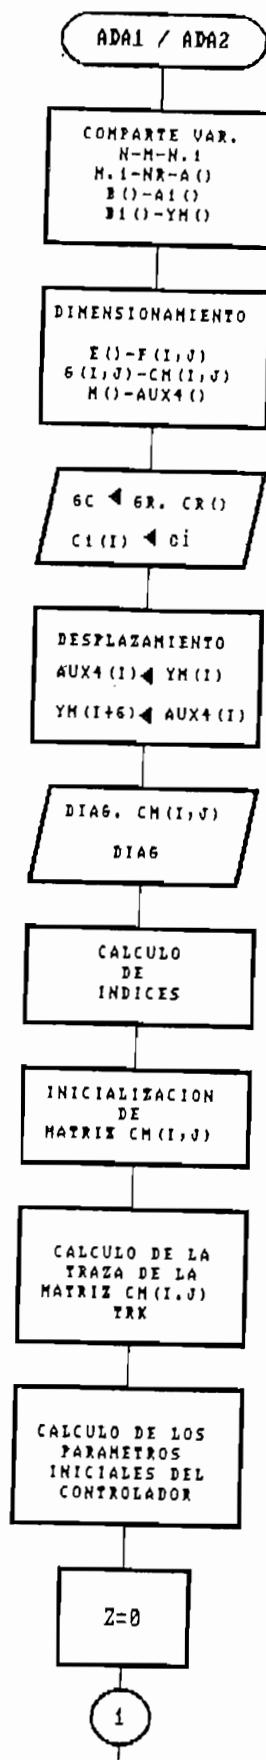 ADA1 / ADA2
COMPARTE VAR.
N-M-N.1
M.1-NR-A()
B()-A1()
B1()-YM()
DIMENSIONAMIENTO
E()-F(I,J)
G(I,J)-CM(I,J)
M()-AUX4()
GC ◀ GR. CR()
C1(I) ◀ ci
DESPLAZAMIENTO
AUX4(I)◀ YM(I)
YM(I+6)◀ AUX4(I)
DIAG. CM(I,J)
DIAG
CALCULO
DE
INDICES
INICIALIZACION
DE
MATRIZ CM(I,J)
CALCULO DE LA
TRAZA DE LA
MATRIZ CM(I.J)
TRK
CALCULO DE LOS
PARAMETROS
INICIALES DEL
CONTROLADOR
Z=0
1